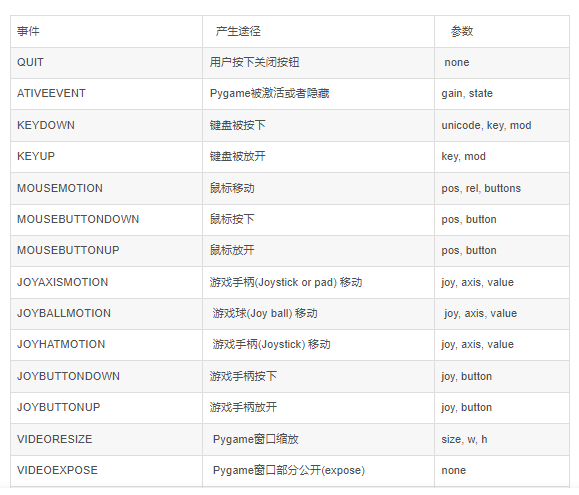 事件 产生途径 参数
QUIT 用户按下关闭按钮 none
ATIVEEVENT Pygame被激活或者隐藏 gain, state
KEYDOWN 键盘被按下 unicode, key, mod
KEYUP 键盘被放开 key, mod
MOUSEMOTION 鼠标移动 pos, rel, buttons
MOUSEBUTTONDOWN 鼠标按下 pos, button
MOUSEBUTTONUP 鼠标放开 pos, button
JOYAXISMOTION 游戏手柄(Joystick or pad) 移动 joy, axis, value
JOYBALLMOTION 游戏球(Joy ball) 移动 joy, axis, value
JOYHATMOTION 游戏手柄(Joystick) 移动 joy, axis, value
JOYBUTTONDOWN 游戏手柄按下 joy, button
JOYBUTTONUP 游戏手柄放开 joy, button
VIDEORESIZE Pygame窗口缩放 size, w, h
VIDEOEXPOSE Pygame窗口部分公开(expose) none